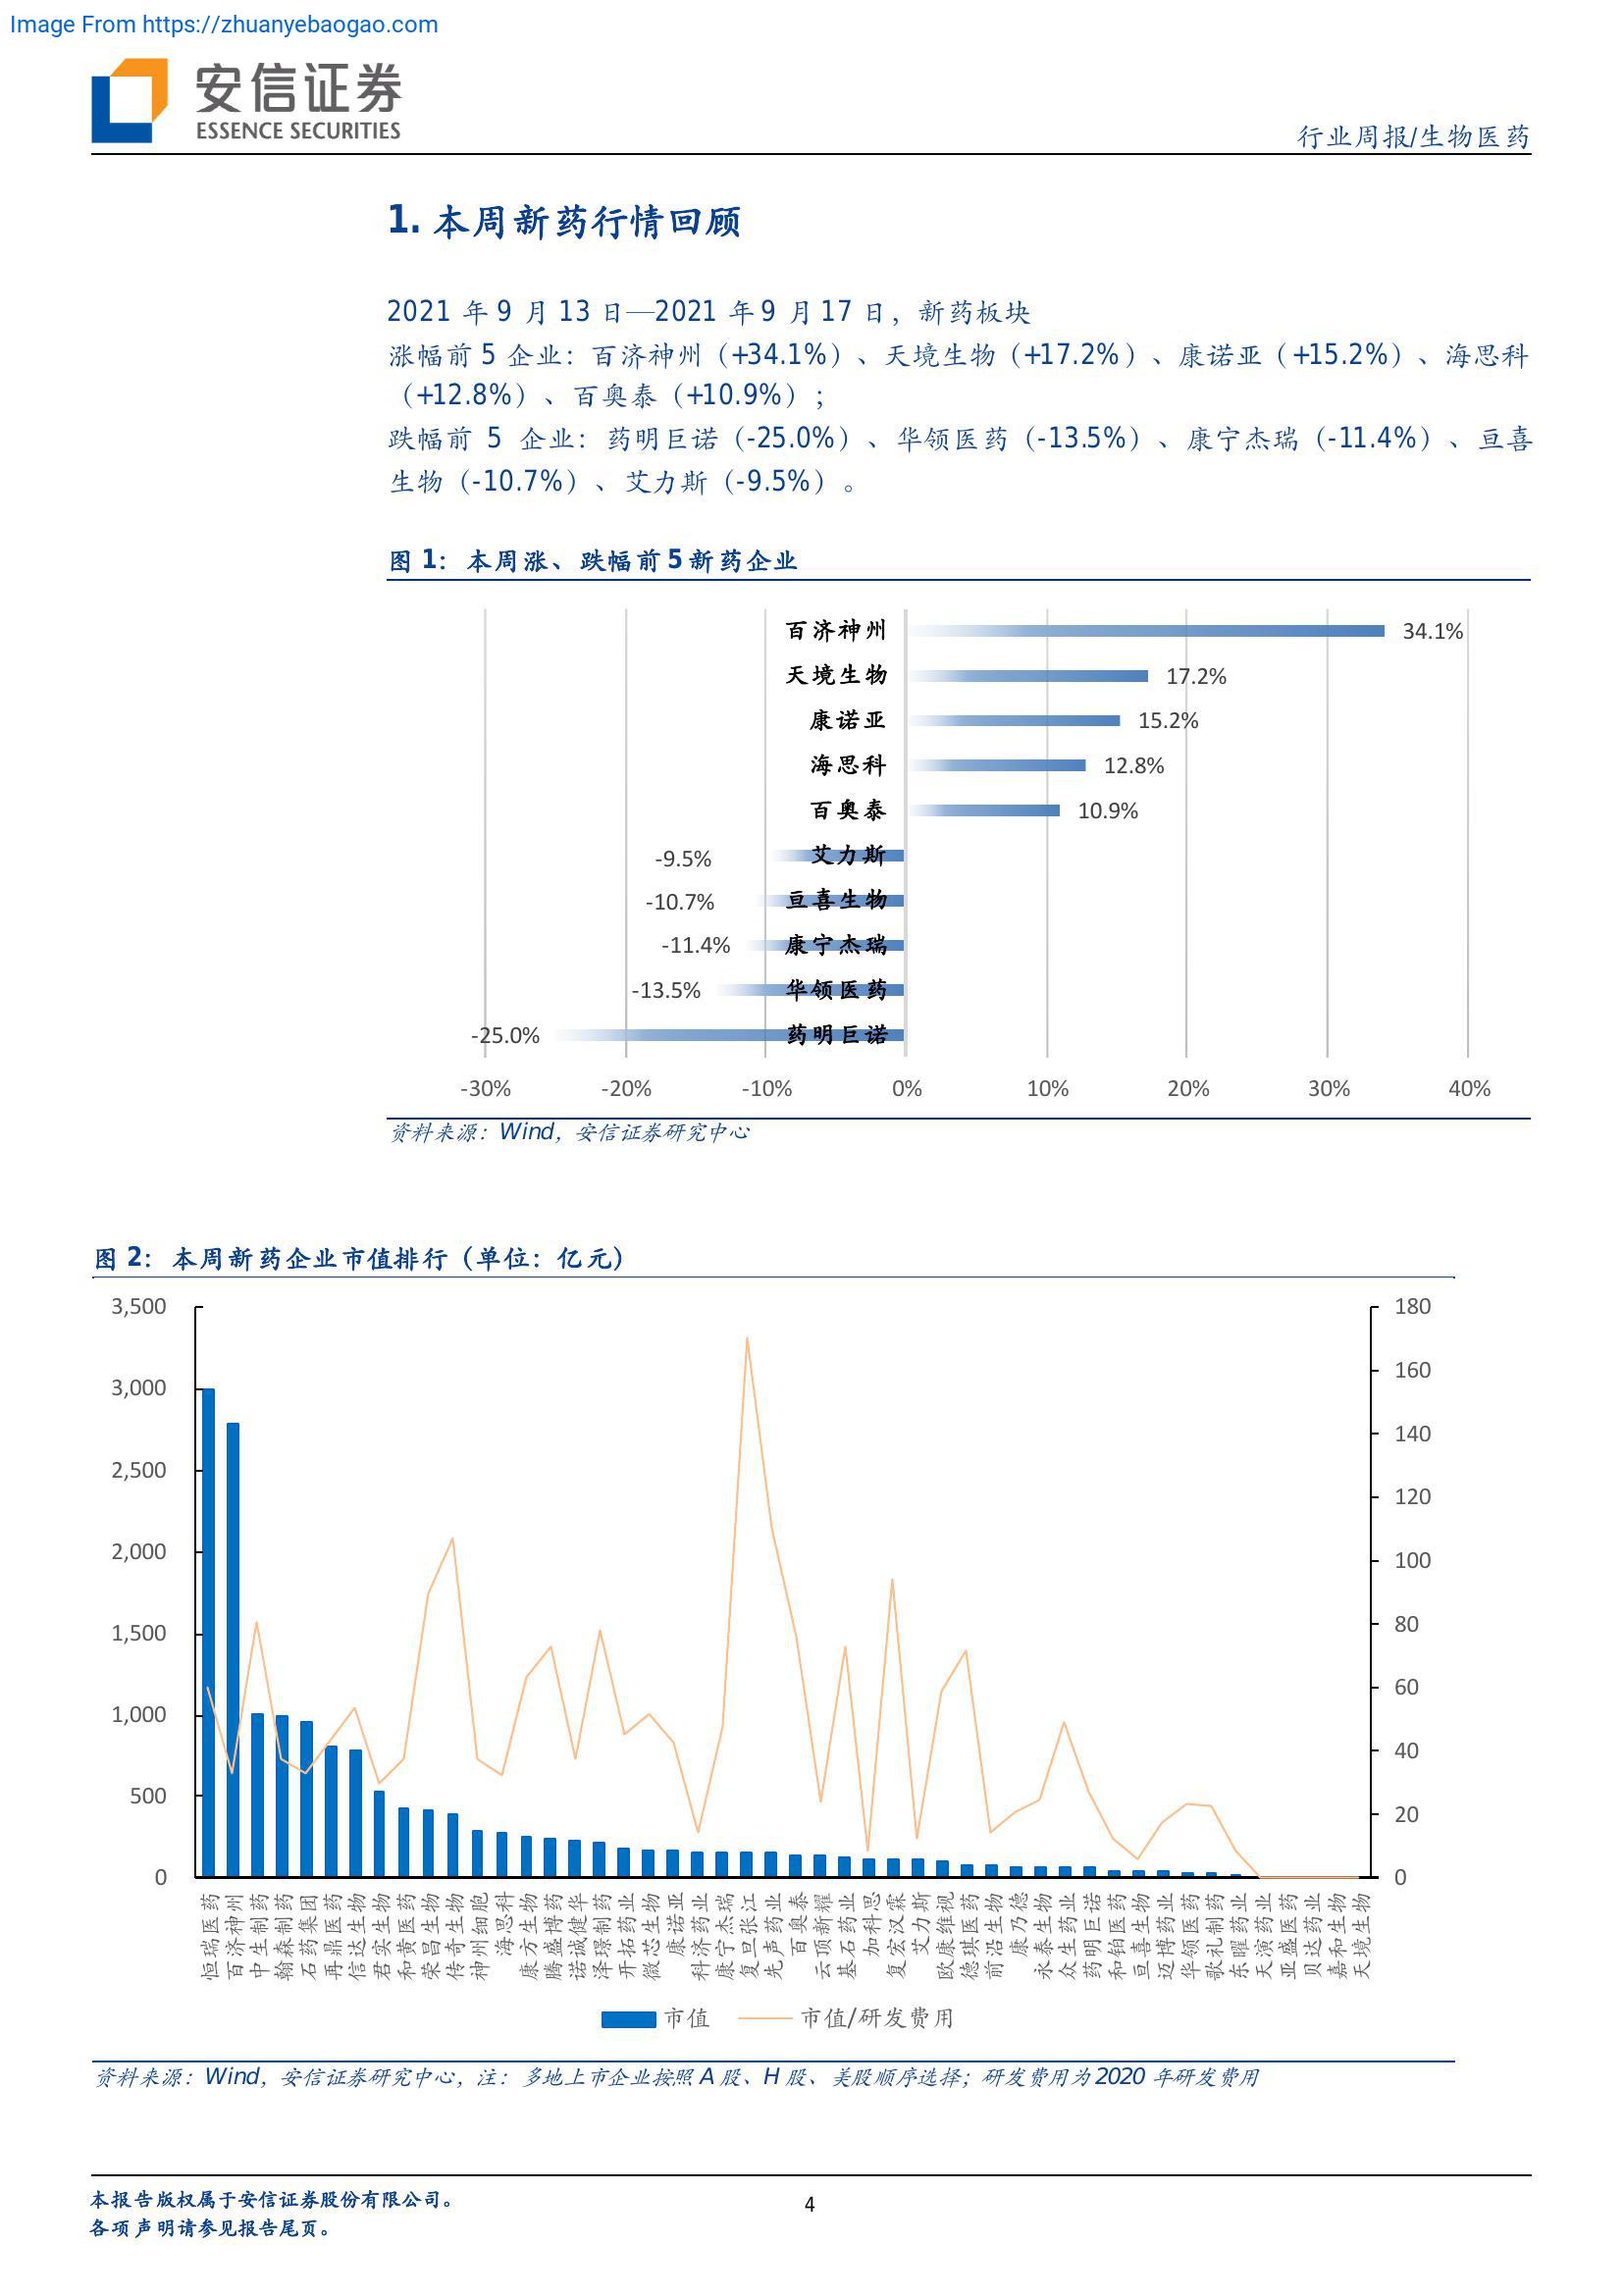 Image From https://zhuanyebaogao.com
安信证券
ESSENCE SECURITIES
行业周报/生物医药
1. 本周新药行情回顾
2021 年 9 月 13 日—2021 年 9 月 17 日，新药板块
涨幅前 5 企业：百济神州（+34.1%）、天境生物（+17.2%）、康诺亚（+15.2%）、海思科
（+12.8%）、百奥泰（+10.9%）；
跌幅前 5 企业：药明巨诺（-25.0%）、华领医药（-13.5%）、康宁杰瑞（-11.4%）、亘喜
生物（-10.7%）、艾力斯（-9.5%）。
图 1：本周涨、跌幅前 5 新药企业
百济神州 34.1%
天境生物 17.2%
康诺亚 15.2%
海思科 12.8%
百奥泰 10.9%
-9.5% 艾力斯
-10.7% 亘喜生物
-11.4% 康宁杰瑞
-13.5% 华领医药
-25.0% 药明巨诺
-30% -20% -10% 0% 10% 20% 30% 40%
资料来源：Wind，安信证券研究中心
图 2：本周新药企业市值排行（单位：亿元）
3,500 180
3,000 160
2,500 140
2,000 120
1,500 100
1,000 80
500 60
0 40
20
0
恒瑞医药
百济神州
中生制药
翰森制药
石药集团
再鼎医药
信达生物
君实生物
和黄医药
荣昌生物
传奇生物
神州细胞
海思科
康方生物
腾盛博药
诺诚健华
泽璟制药
开拓药业
微芯生物
康诺亚
科济药业
康宁杰瑞
复旦张江
先声药业
百奥泰
云顶新耀
基石药业
加科思
复宏汉霖
艾力斯
欧康维视
德琪医药
前沿生物
康乃德
永泰生物
众生药业
药明巨诺
和铂医药
亘喜生物
迈博药业
华领医药
歌礼制药
东曜药业
天演药业
亚盛医药
贝达药业
嘉和生物
天境生物
市值 市值/研发费用
资料来源：Wind，安信证券研究中心，注：多地上市企业按照 A 股、H 股、美股顺序选择；研发费用为 2020 年研发费用
本报告版权属于安信证券股份有限公司。
各项声明请参见报告尾页。
4